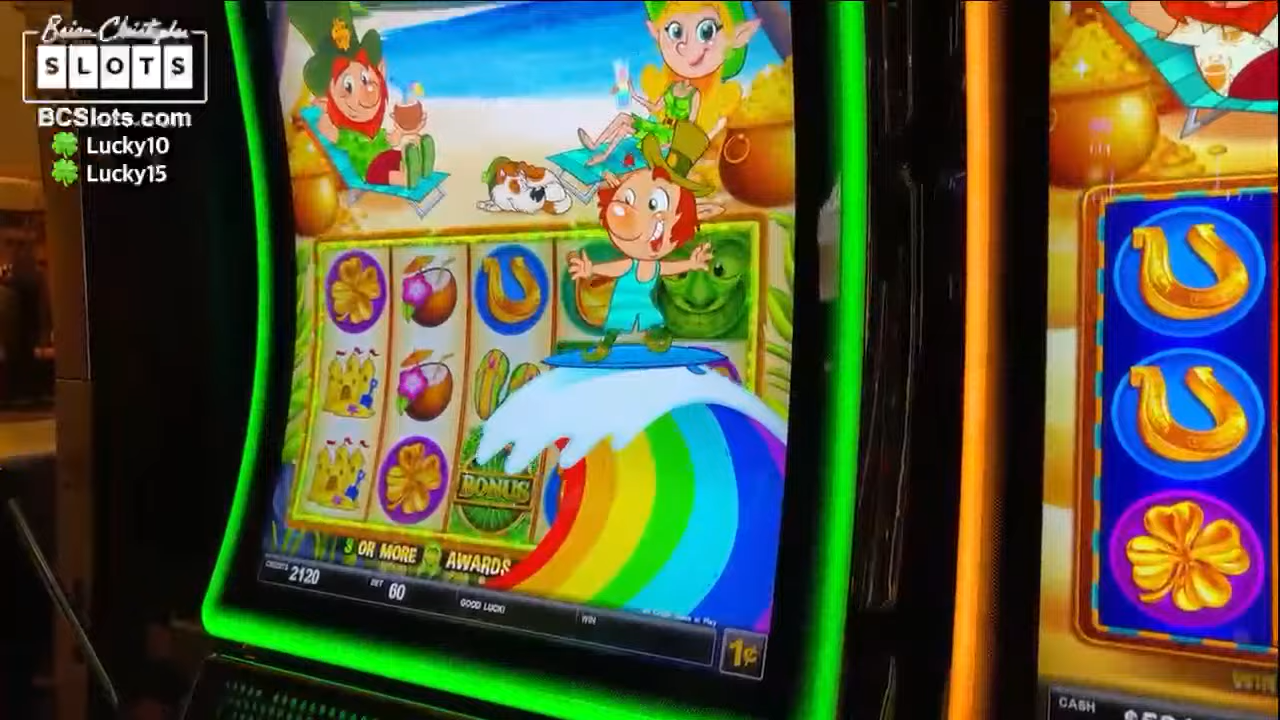 Brian Christopher
SLOTS
BCSlots.com
Lucky10
Lucky15
BONUS
3 OR MORE AWARDS
CREDITS
2120
BET
60
GOOD LUCK!
WIN
1¢
CASH